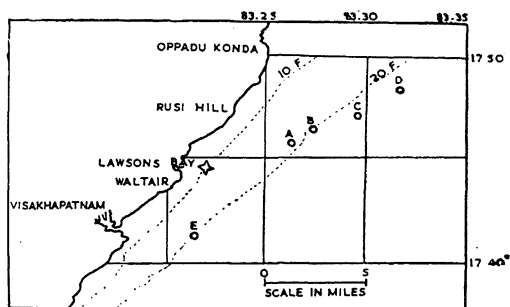 83.25 83.30 83.35
OPPADU KONDA
10 F
20 F
17.50
D
RUSI HILL
C
B
A
LAWSONS BAY
WALTAIR
VISAKHAPATNAM
E
17.40°
0 5
SCALE IN MILES